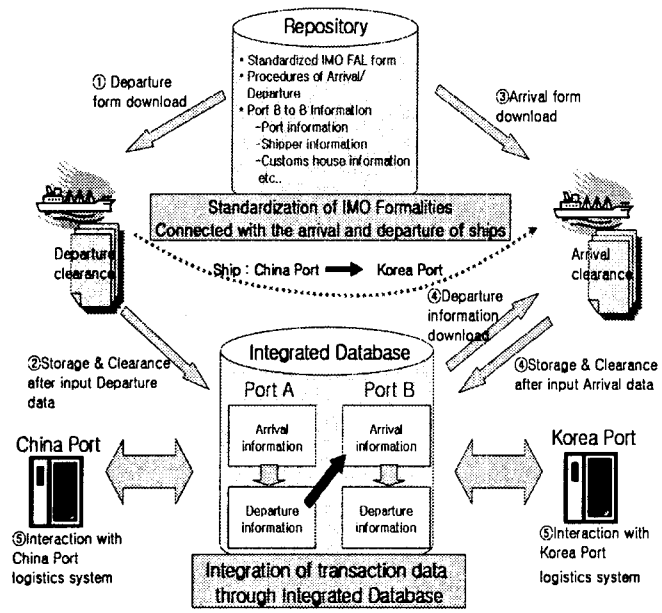 Repository
• Standardized IMO FAL form
• Procedures of Arrival/
Departure
• Port B to B Information
-Port information
-Shipper information
-Customs house information
etc..
① Departure
form download
③Arrival form
download
Standardization of IMO Formalities
Connected with the arrival and departure of ships
Departure
clearance
Ship : China Port
Korea Port
Arrival
clearance
④Departure
information
download
②Storage & Clearance
after input Departure
data
④Storage & Clearance
after input Arrival data
Integrated Database
Port A
Port B
Arrival
information
Arrival
information
Departure
information
Departure
information
China Port
Korea Port
⑤Interaction with
China Port
logistics system
⑤Interaction with
Korea Port
logistics system
Integration of transaction data
through Integrated Database